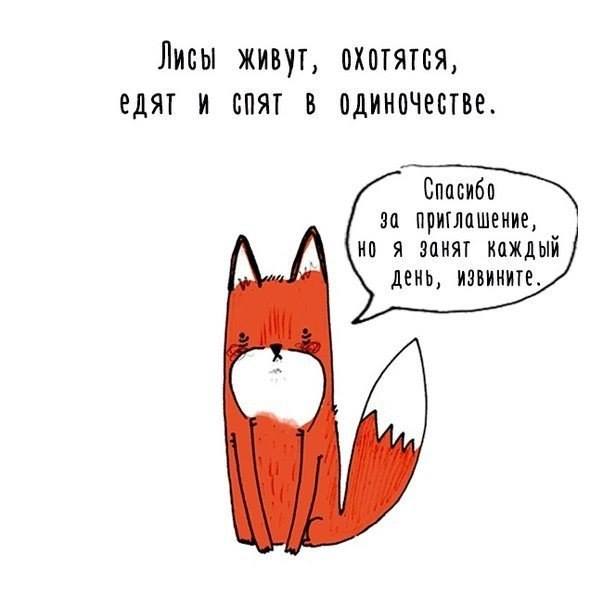 Лисы живут, охотятся,
едят и спят в одиночестве.
Спасибо
за приглашение,
но я занят каждый
день, извините.